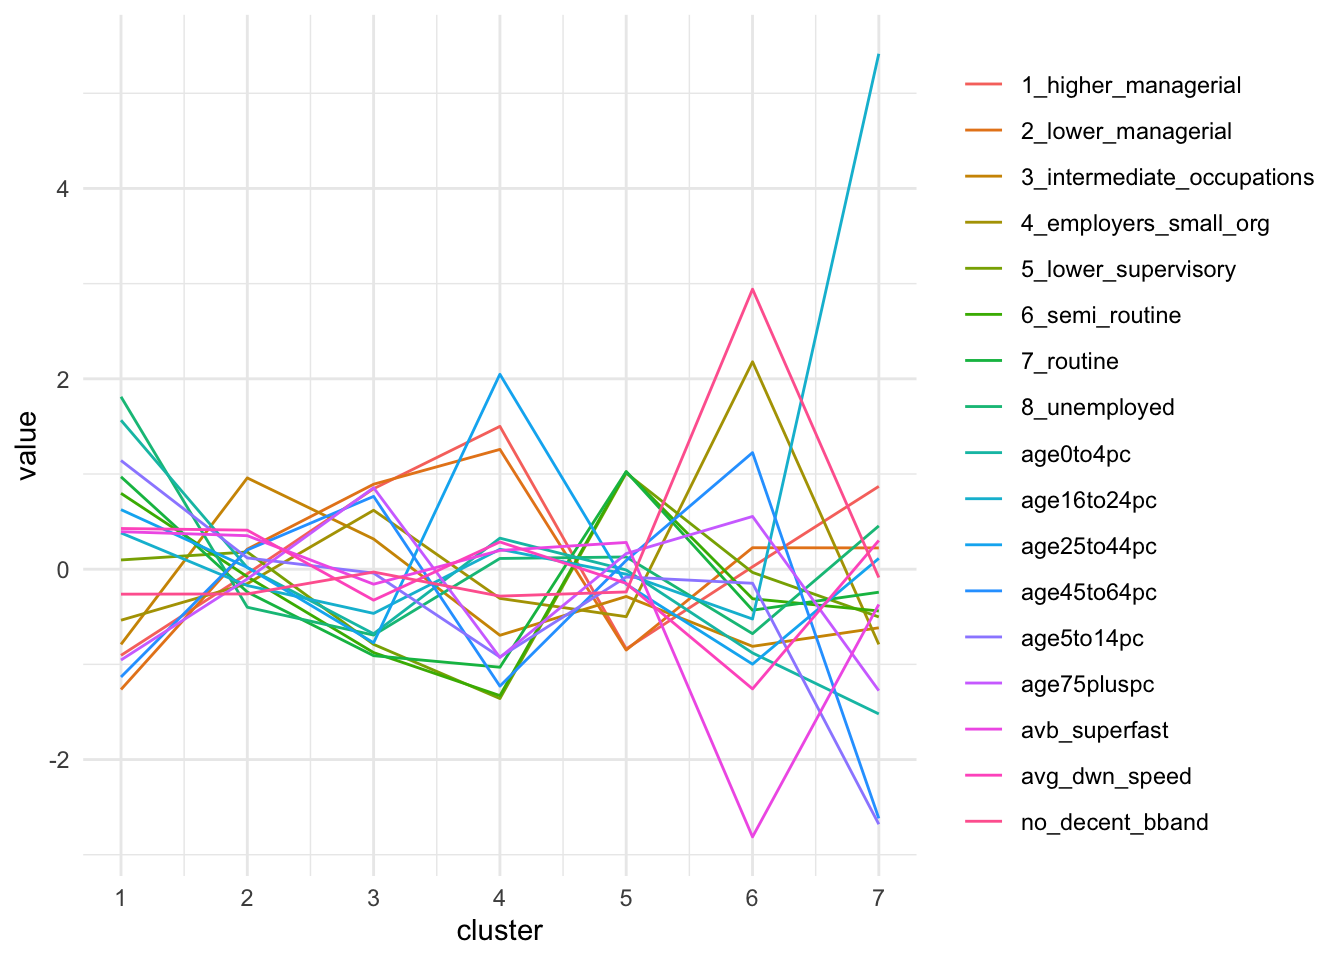 value
4
2
0
-2
1 2 3 4 5 6 7
cluster
1_higher_managerial
2_lower_managerial
3_intermediate_occupations
4_employers_small_org
5_lower_supervisory
6_semi_routine
7_routine
8_unemployed
age0to4pc
age16to24pc
age25to44pc
age45to64pc
age5to14pc
age75pluspc
avb_superfast
avg_dwn_speed
no_decent_bband